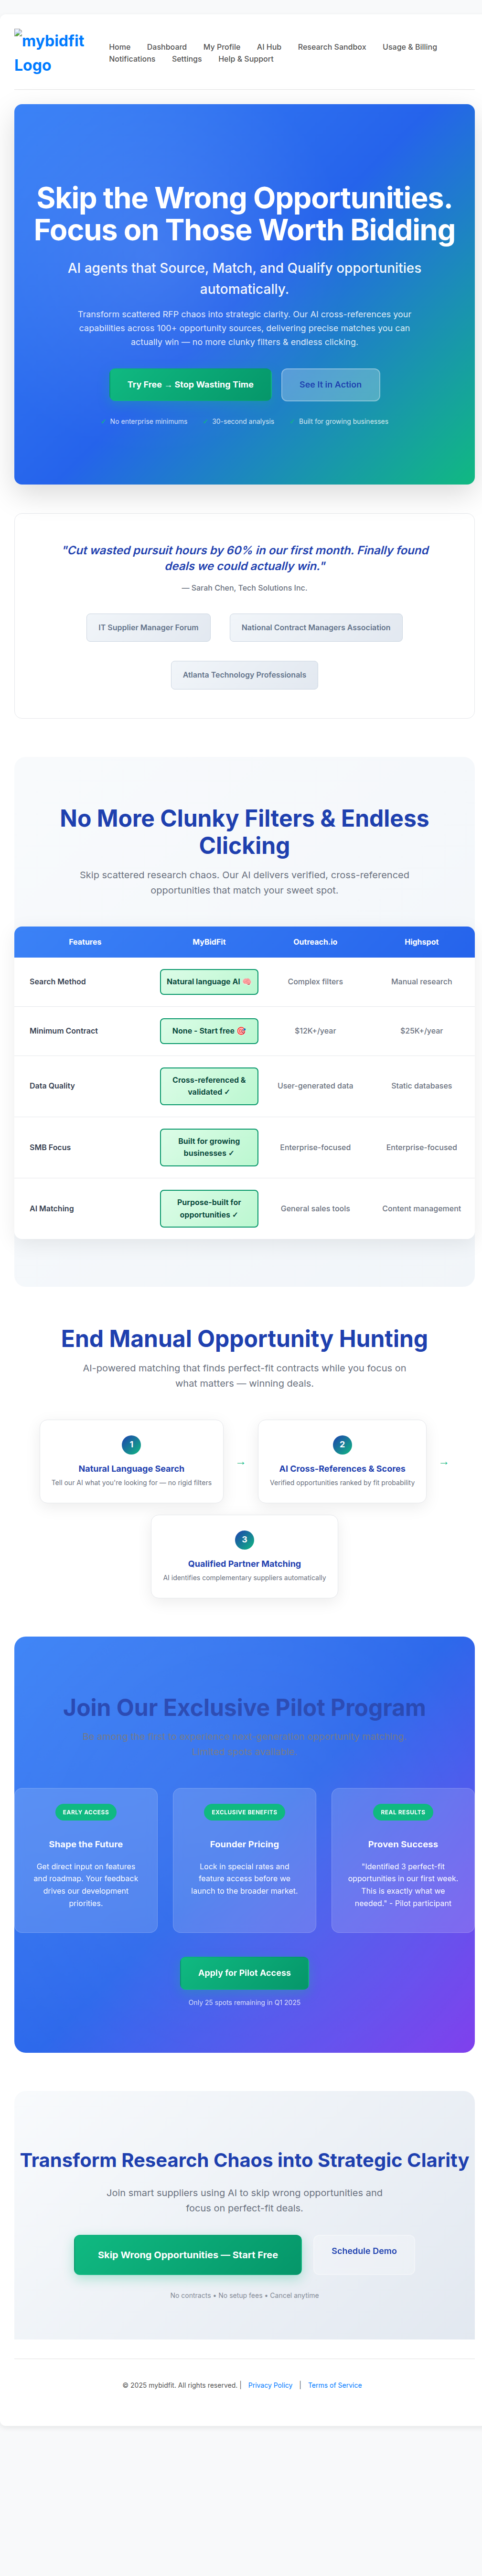 mybidfit
Logo
Home Dashboard My Profile AI Hub Research Sandbox Usage & Billing
Notifications Settings Help & Support
Skip the Wrong Opportunities.
Focus on Those Worth Bidding
AI agents that Source, Match, and Qualify opportunities
automatically.
Transform scattered RFP chaos into strategic clarity. Our AI cross-references your
capabilities across 100+ opportunity sources, delivering precise matches you can
actually win — no more clunky filters & endless clicking.
Try Free → Stop Wasting Time See It in Action
✓ No enterprise minimums ✓ 30-second analysis ✓ Built for growing businesses
"Cut wasted pursuit hours by 60% in our first month. Finally found
deals we could actually win."
— Sarah Chen, Tech Solutions Inc.
IT Supplier Manager Forum National Contract Managers Association
Atlanta Technology Professionals
No More Clunky Filters & Endless
Clicking
Skip scattered research chaos. Our AI delivers verified, cross-referenced
opportunities that match your sweet spot.
Features MyBidFit Outreach.io Highspot
Search Method Natural language AI 🧠 Complex filters Manual research
Minimum Contract None - Start free 🎯 $12K+/year $25K+/year
Data Quality Cross-referenced &
validated ✓ User-generated data Static databases
SMB Focus Built for growing
businesses ✓ Enterprise-focused Enterprise-focused
AI Matching Purpose-built for
opportunities ✓ General sales tools Content management
End Manual Opportunity Hunting
AI-powered matching that finds perfect-fit contracts while you focus on
what matters — winning deals.
1
Natural Language Search
Tell our AI what you're looking for — no rigid filters
→
2
AI Cross-References & Scores
Verified opportunities ranked by fit probability
→
3
Qualified Partner Matching
AI identifies complementary suppliers automatically
Join Our Exclusive Pilot Program
Be among the first to experience next-generation opportunity matching.
Limited spots available.
EARLY ACCESS
Shape the Future
Get direct input on features
and roadmap. Your feedback
drives our development
priorities.
EXCLUSIVE BENEFITS
Founder Pricing
Lock in special rates and
feature access before we
launch to the broader market.
REAL RESULTS
Proven Success
"Identified 3 perfect-fit
opportunities in our first week.
This is exactly what we
needed." - Pilot participant
Apply for Pilot Access
Only 25 spots remaining in Q1 2025
Transform Research Chaos into Strategic Clarity
Join smart suppliers using AI to skip wrong opportunities and
focus on perfect-fit deals.
Skip Wrong Opportunities — Start Free Schedule Demo
No contracts • No setup fees • Cancel anytime
© 2025 mybidfit. All rights reserved. | Privacy Policy | Terms of Service